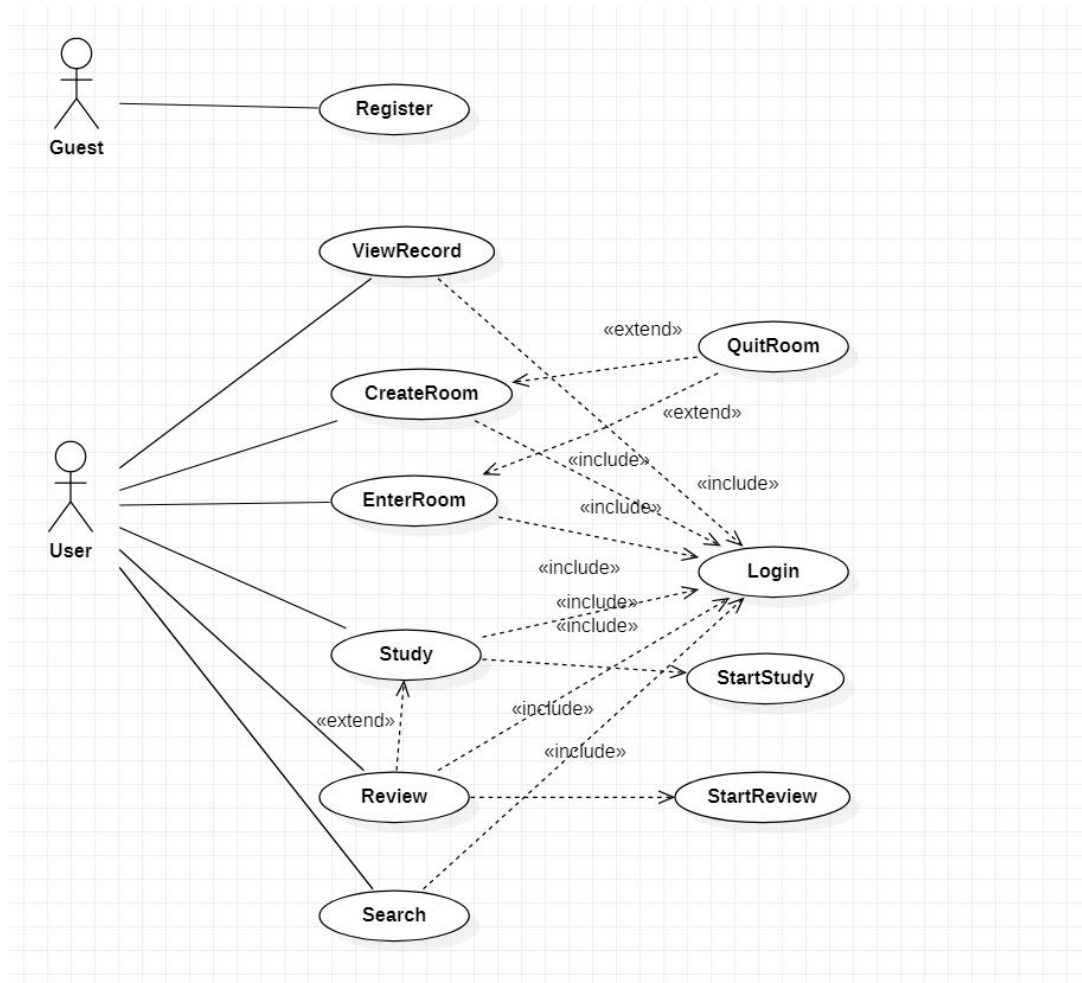 Register
Guest
ViewRecord
«extend»
QuitRoom
CreateRoom
«extend»
«include»
«include»
EnterRoom
«include»
User
«include»
Login
«include»
«include»
Study
StartStudy
«include»
«extend»
«include»
Review
StartReview
Search